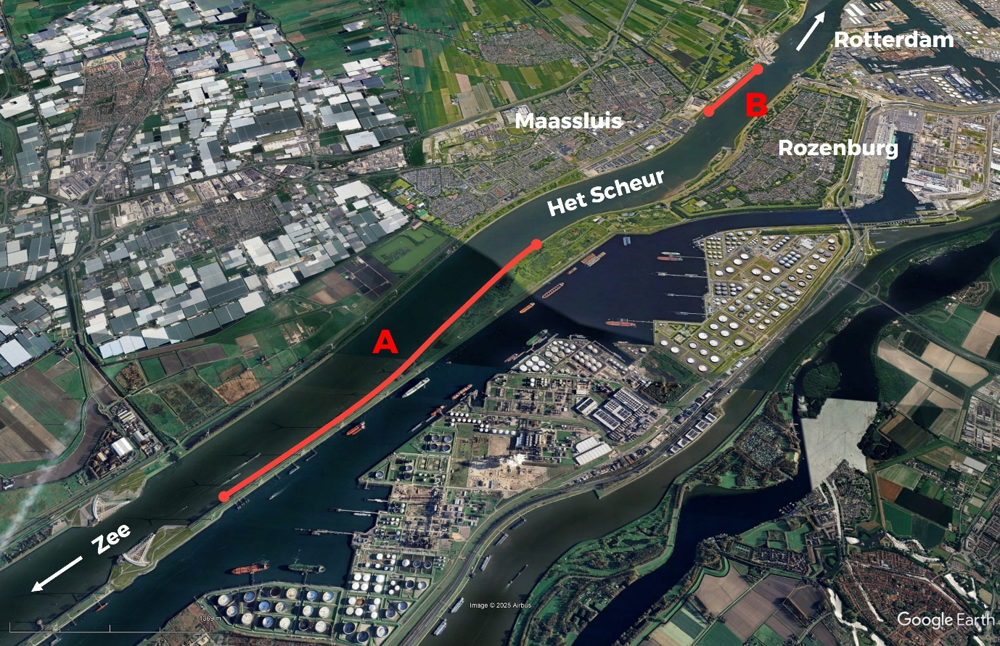 Rotterdam
B
Maassluis
Rozenburg
Het Scheur
A
Zee
Image © 2025 Airbus
1369 m
Google Earth